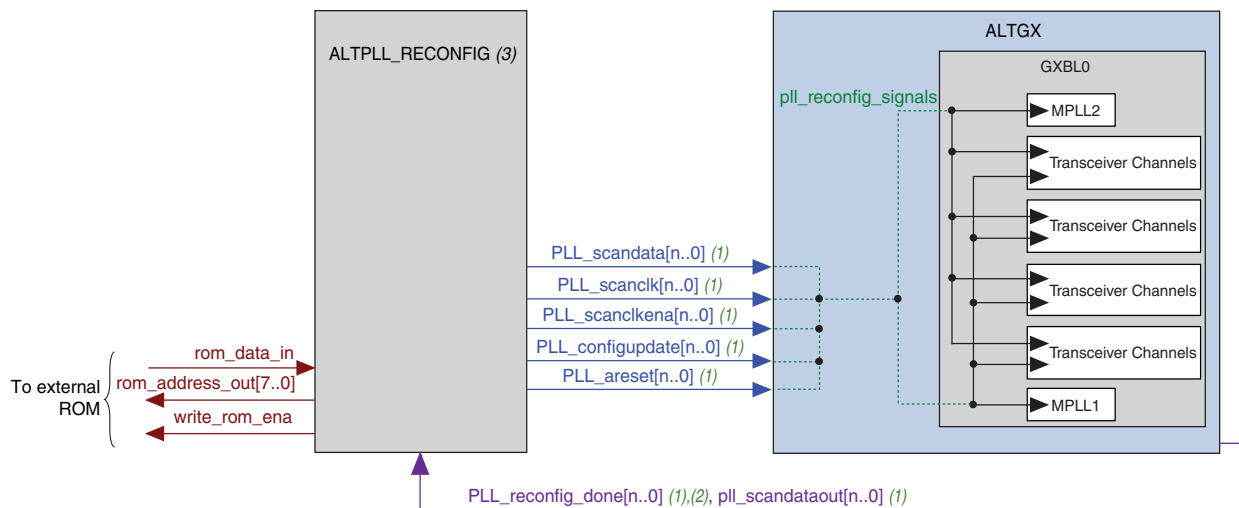 ALTPLL_RECONFIG (3)
ALTGX
GXBL0
pll_reconfig_signals
MPLL2
Transceiver Channels
Transceiver Channels
Transceiver Channels
Transceiver Channels
MPLL1
PLL_scandata[n..0] (1)
PLL_scanclk[n..0] (1)
PLL_scanclkena[n..0] (1)
PLL_configupdate[n..0] (1)
PLL_areset[n..0] (1)
To external
ROM
rom_data_in
rom_address_out[7..0]
write_rom_ena
PLL_reconfig_done[n..0] (1),(2), pll_scandataout[n..0] (1)